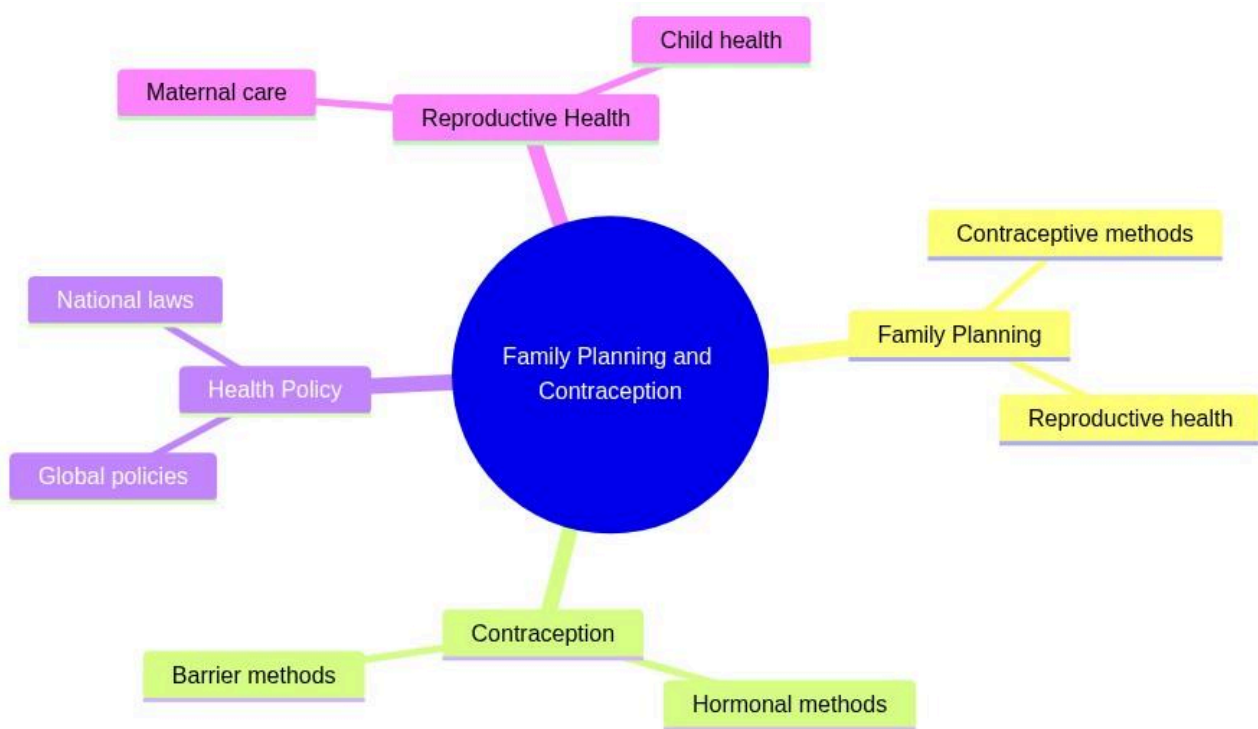 Child health
Maternal care
Reproductive Health
Contraceptive methods
National laws
Family Planning
Family Planning and
Contraception
Health Policy
Reproductive health
Global policies
Contraception
Barrier methods
Hormonal methods